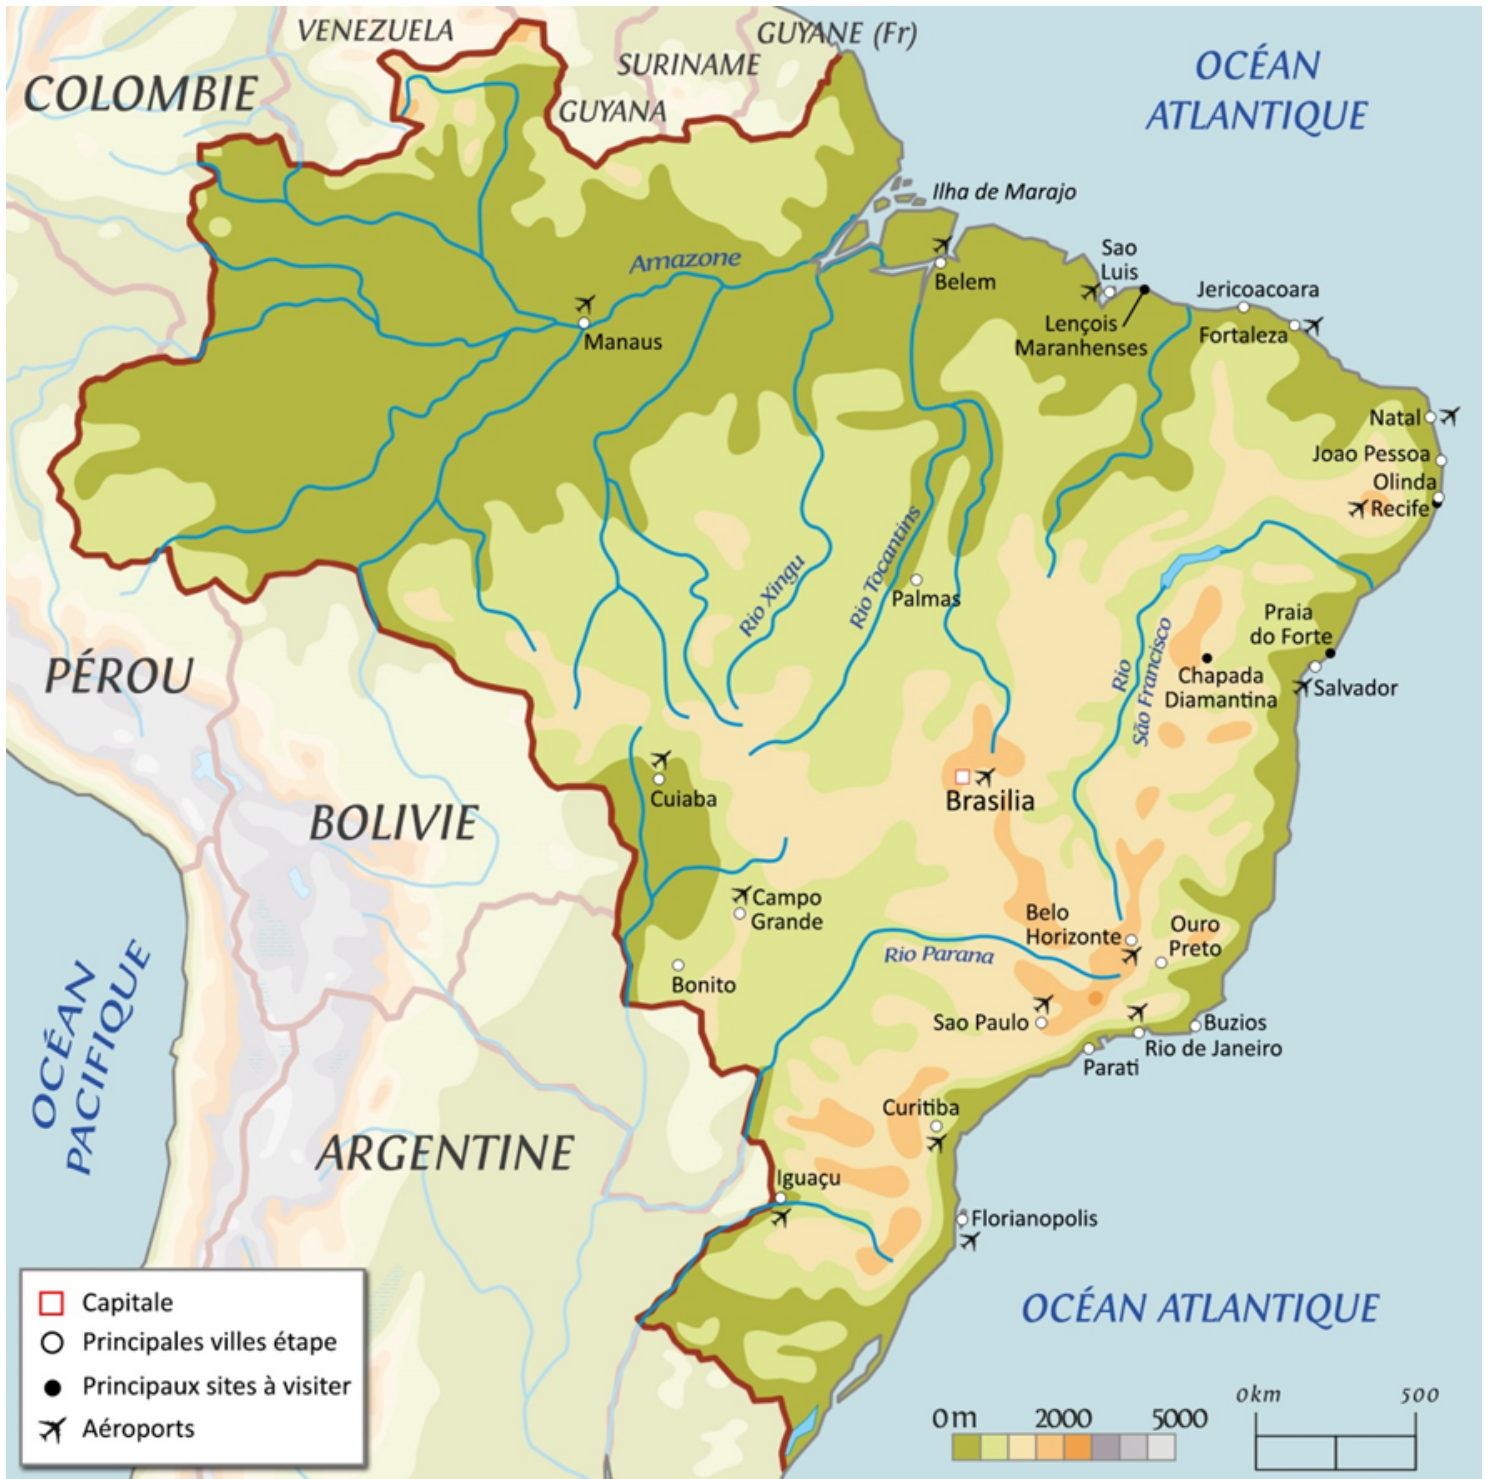 VENEZUELA
GUYANE (Fr)
SURINAME
GUYANA
COLOMBIE
OCÉAN
ATLANTIQUE
Ilha de Marajo
Amazone
Belem
Sao
Luis
Jericoacoara
Lençois
Maranhenses
Fortaleza
Manaus
Natal
Joao Pessoa
Olinda
Recife
Rio Xingu
Rio Tocantins
Palmas
Rio
São Francisco
Praia
do Forte
Chapada
Diamantina
Salvador
PÉROU
BOLIVIE
Cuiaba
Brasilia
Campo
Grande
Bonito
Belo
Horizonte
Ouro
Preto
Rio Parana
Sao Paulo
Buzios
Rio de Janeiro
Parati
OCÉAN
PACIFIQUE
ARGENTINE
Curitiba
Iguaçu
Florianopolis
OCÉAN ATLANTIQUE
Capitale
Principales villes étape
Principaux sites à visiter
Aéroports
0 m 2000 5000
0 km 500